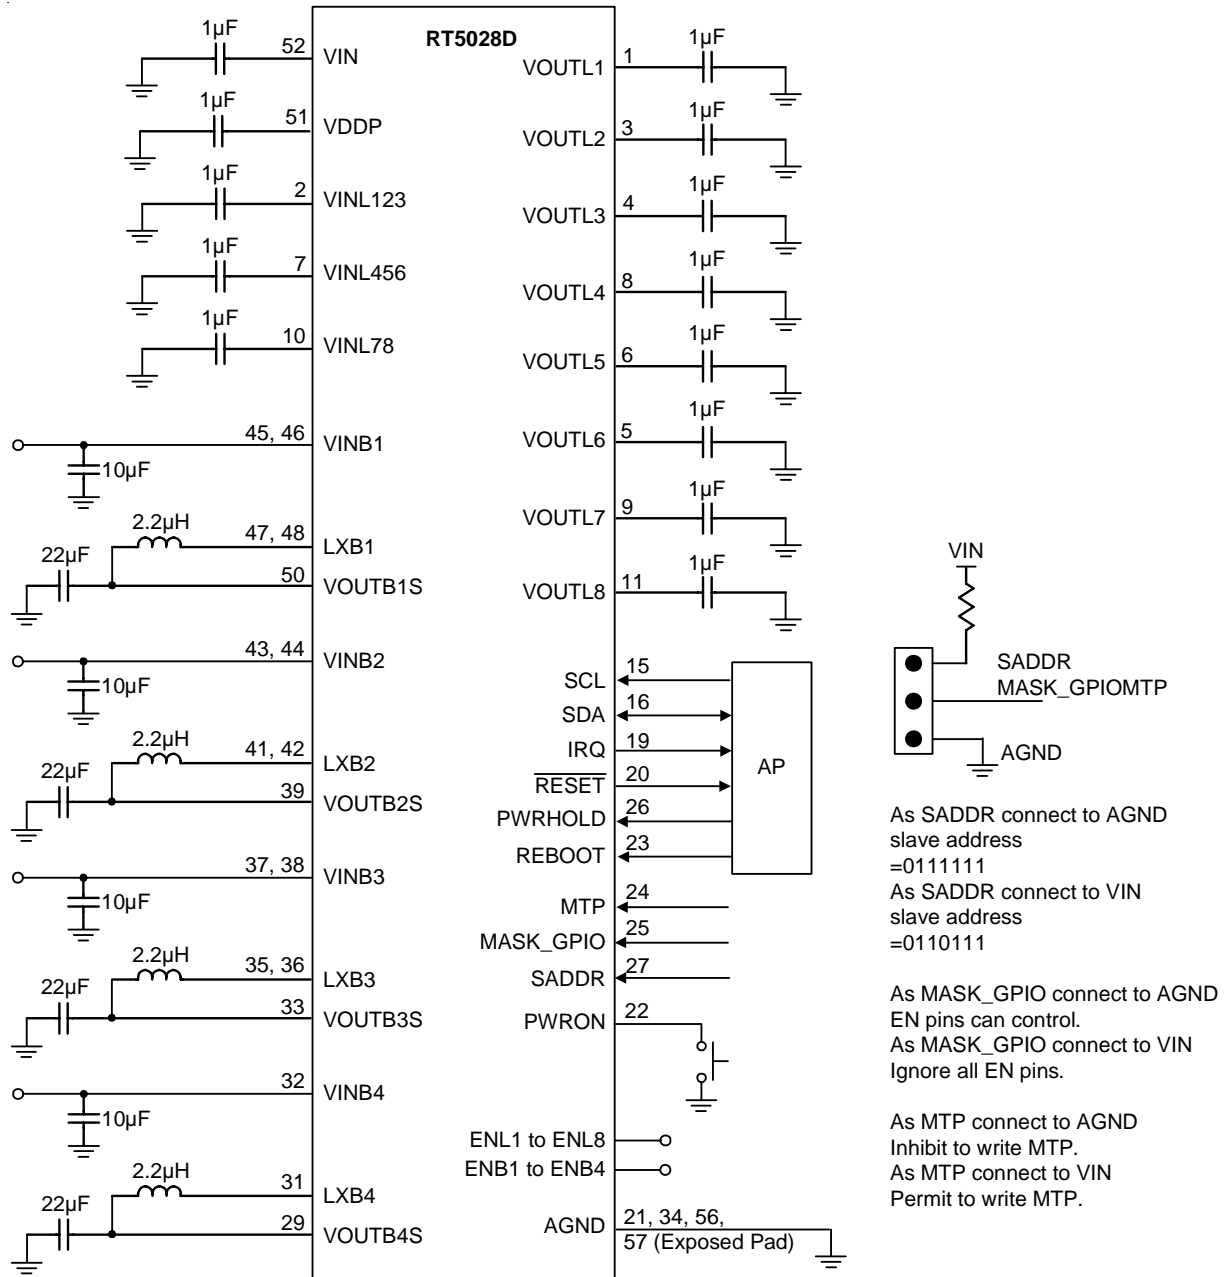 RT5028D
1µF
52
VIN
1µF
51
VDDP
1µF
2
VINL123
1µF
7
VINL456
1µF
10
VINL78
45, 46
VINB1
10µF
2.2µH
47, 48
LXB1
22µF
50
VOUTB1S
43, 44
VINB2
10µF
2.2µH
41, 42
LXB2
22µF
39
VOUTB2S
37, 38
VINB3
10µF
2.2µH
35, 36
LXB3
22µF
33
VOUTB3S
32
VINB4
10µF
2.2µH
31
LXB4
22µF
29
VOUTB4S
VOUTL1
1
1µF
VOUTL2
3
1µF
VOUTL3
4
1µF
VOUTL4
8
1µF
VOUTL5
6
1µF
VOUTL6
5
1µF
VOUTL7
9
1µF
VOUTL8
11
1µF
SCL
15
SDA
16
IRQ
19
RESET
20
PWRHOLD
26
REBOOT
23
AP
MTP
24
MASK_GPIO
25
SADDR
27
PWRON
22
ENL1 to ENL8
ENB1 to ENB4
AGND
21, 34, 56,
57 (Exposed Pad)
VIN
SADDR
MASK_GPIOMTP
AGND
As SADDR connect to AGND
slave address
=0111111
As SADDR connect to VIN
slave address
=0110111
As MASK_GPIO connect to AGND
EN pins can control.
As MASK_GPIO connect to VIN
Ignore all EN pins.
As MTP connect to AGND
Inhibit to write MTP.
As MTP connect to VIN
Permit to write MTP.